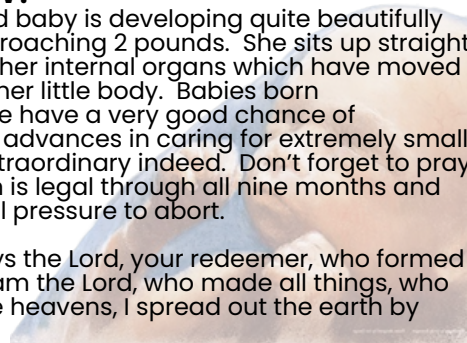 d baby is developing quite beautifully
roaching 2 pounds. She sits up straight
her internal organs which have moved
her little body. Babies born
e have a very good chance of
advances in caring for extremely small
traordinary indeed. Don't forget to pray
n is legal through all nine months and
l pressure to abort.
ys the Lord, your redeemer, who formed
am the Lord, who made all things, who
e heavens, I spread out the earth by